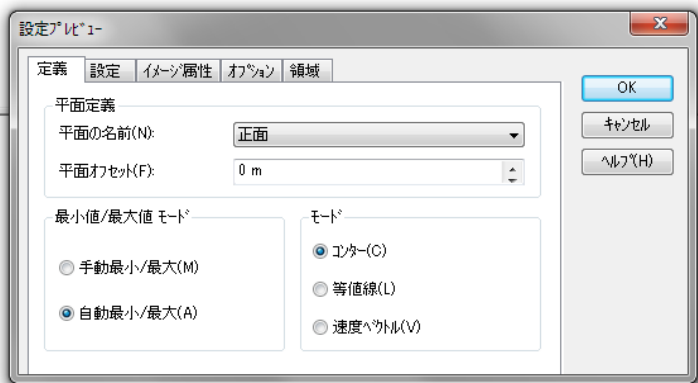 設定ﾌﾟﾚﾋﾞｭｰ
定義 設定 ｲﾒｰｼﾞ属性 ｵﾌﾟｼｮﾝ 領域
OK
キャンセル
ﾍﾙﾌﾟ(H)
平面定義
平面の名前(N): 正面
平面ｵﾌｾｯﾄ(F): 0 m
最小値/最大値 ﾓｰﾄﾞ
手動最小/最大(M)
自動最小/最大(A)
ﾓｰﾄﾞ
ｺﾝﾀｰ(C)
等値線(L)
速度ﾍﾞｸﾄﾙ(V)